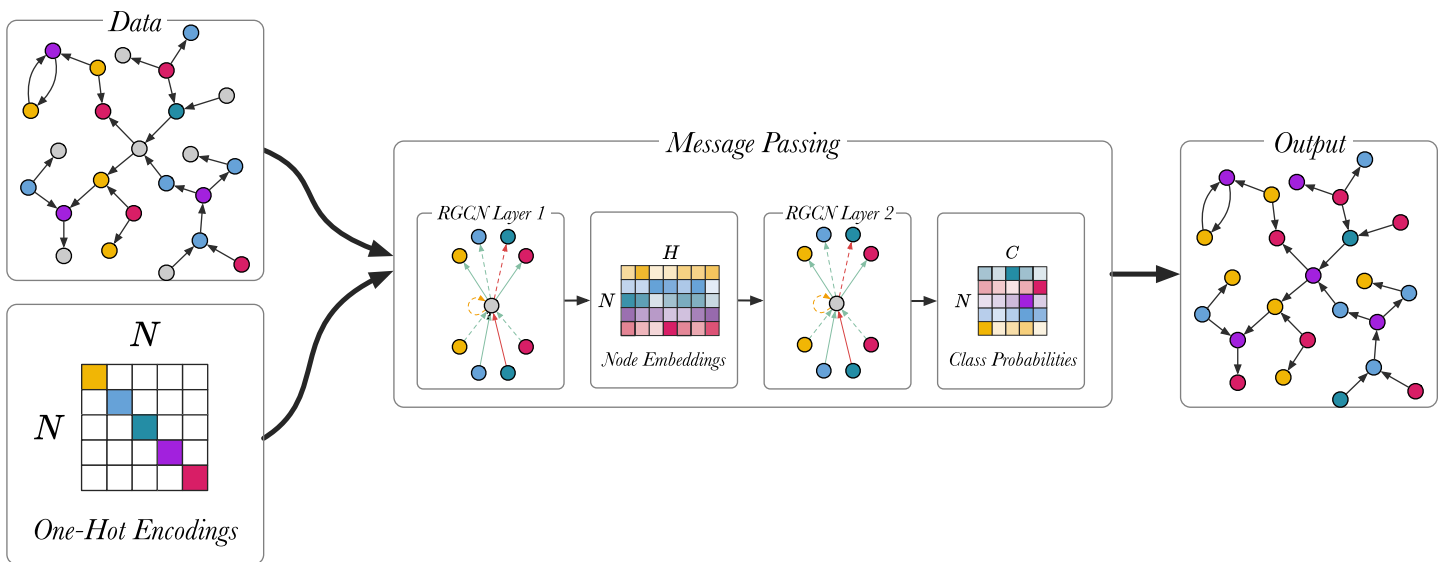 Data
N
N
One-Hot Encodings
Message Passing
RGCN Layer 1
H
N
Node Embeddings
RGCN Layer 2
C
N
Class Probabilities
Output